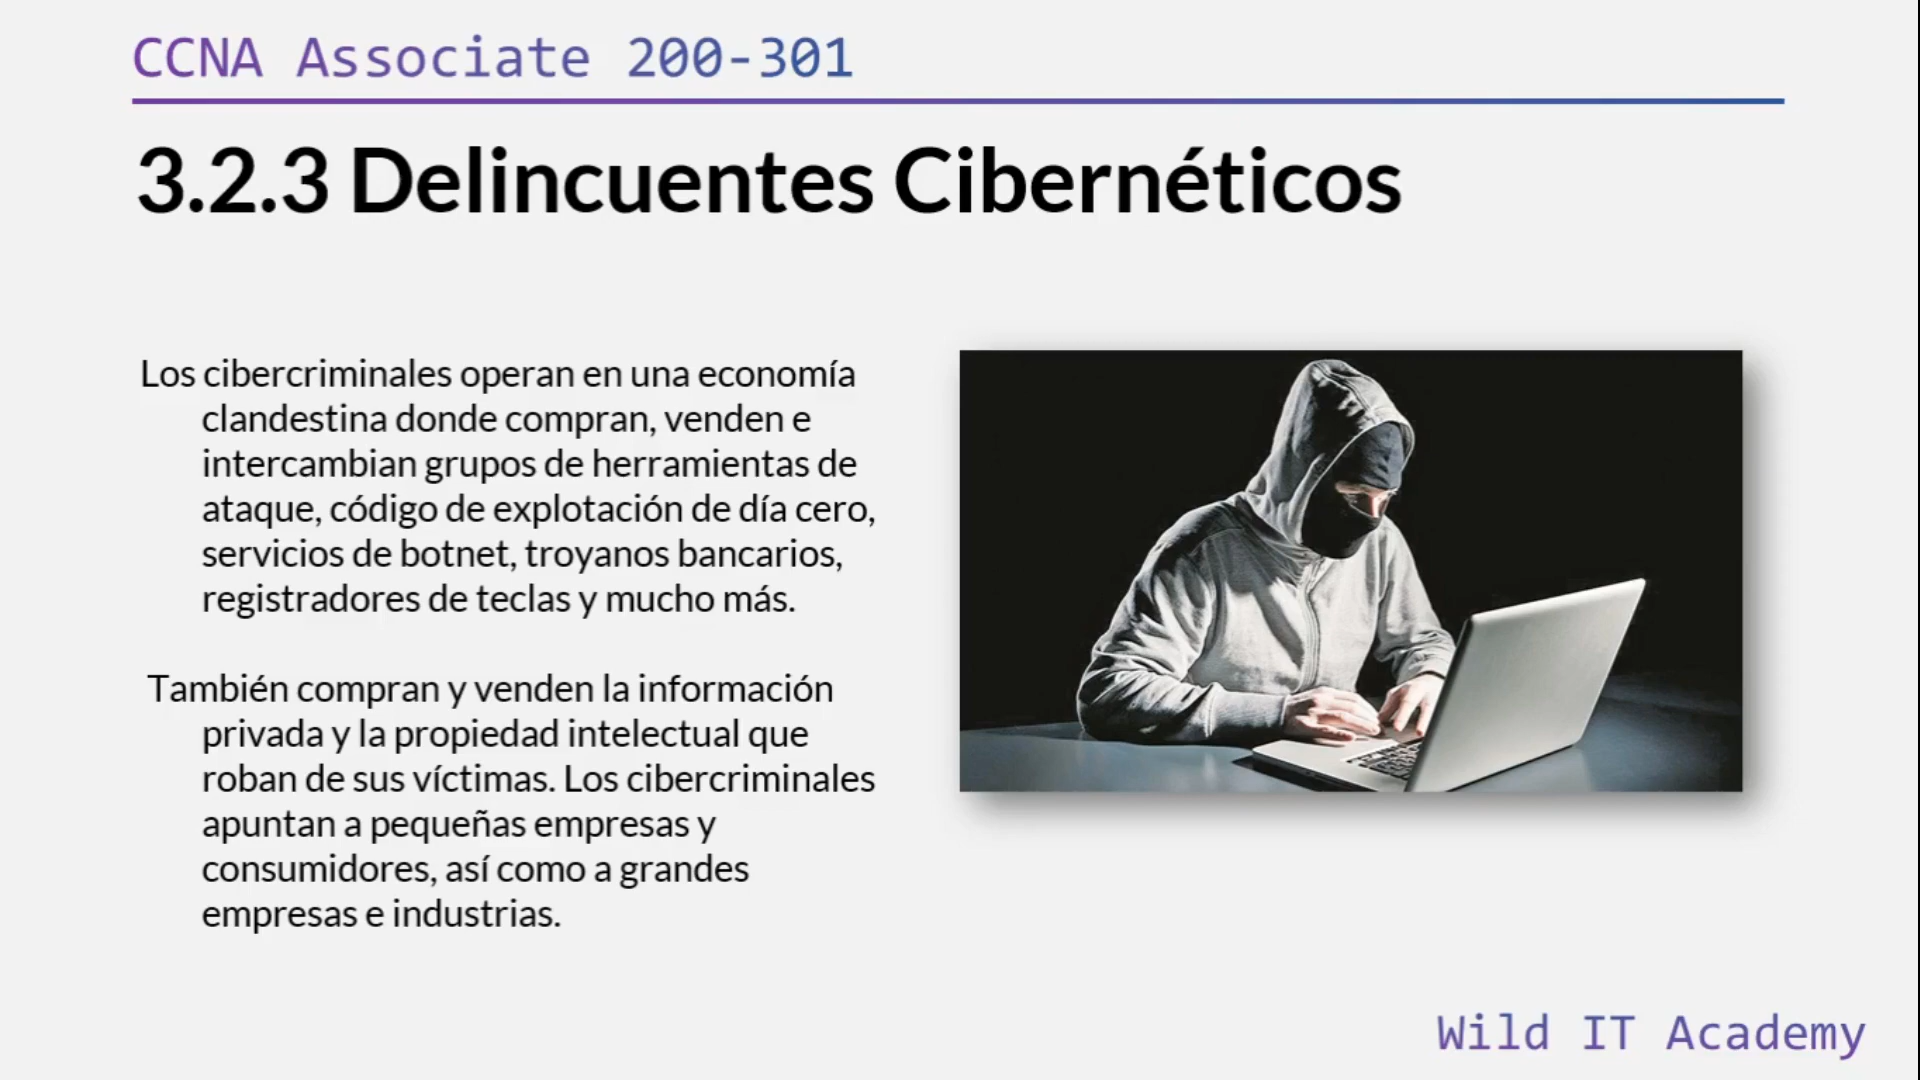 CCNA Associate 200-301
3.2.3 Delincuentes Cibernéticos
Los cibercriminales operan en una economía
clandestina donde compran, venden e
intercambian grupos de herramientas de
ataque, código de explotación de día cero,
servicios de botnet, troyanos bancarios,
registradores de teclas y mucho más.
También compran y venden la información
privada y la propiedad intelectual que
roban de sus víctimas. Los cibercriminales
apuntan a pequeñas empresas y
consumidores, así como a grandes
empresas e industrias.
Wild IT Academy